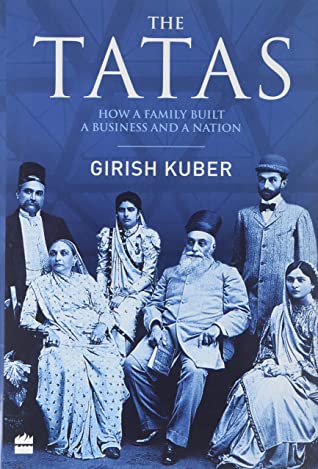 THE
TATAS
HOW A FAMILY BUILT
A BUSINESS AND A NATION
GIRISH KUBER